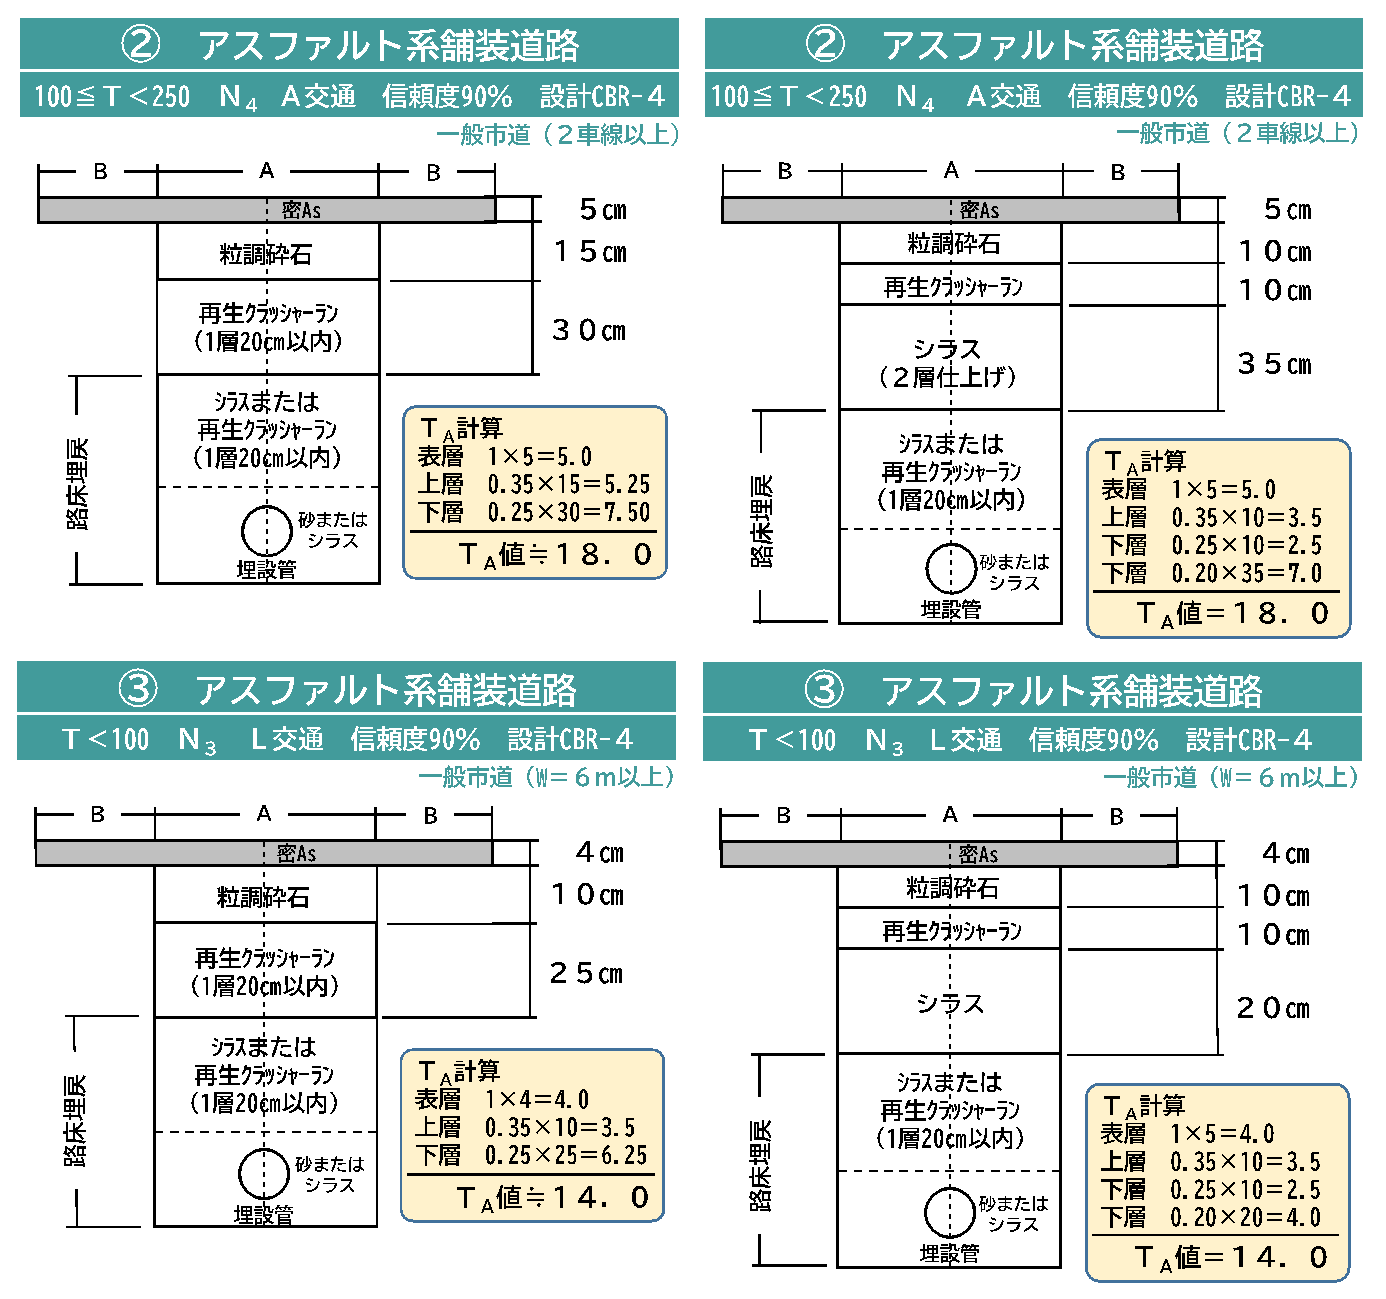 ② アスファルト系舗装道路
100≦T<250 N4 A交通 信頼度90% 設計CBR-4
一般市道（2車線以上）
B A B
密As
5㎝
粒調砕石
15㎝
再生クラッシャーラン
(1層20㎝以内)
30㎝
シラスまたは
再生クラッシャーラン
(1層20㎝以内)
路床埋戻
砂または
シラス
埋設管
TA計算
表層 1×5=5.0
上層 0.35×15=5.25
下層 0.25×30=7.50
TA値≒18.0
② アスファルト系舗装道路
100≦T<250 N4 A交通 信頼度90% 設計CBR-4
一般市道（2車線以上）
B A B
密As
5㎝
粒調砕石
10㎝
再生クラッシャーラン
10㎝
シラス
(2層仕上げ)
35㎝
シラスまたは
再生クラッシャーラン
(1層20㎝以内)
路床埋戻
砂または
シラス
埋設管
TA計算
表層 1×5=5.0
上層 0.35×10=3.5
下層 0.25×10=2.5
下層 0.20×35=7.0
TA値=18.0
③ アスファルト系舗装道路
T<100 N3 L交通 信頼度90% 設計CBR-4
一般市道（W=6m以上）
B A B
密As
4㎝
粒調砕石
10㎝
再生クラッシャーラン
(1層20㎝以内)
25㎝
シラスまたは
再生クラッシャーラン
(1層20㎝以内)
路床埋戻
砂または
シラス
埋設管
TA計算
表層 1×4=4.0
上層 0.35×10=3.5
下層 0.25×25=6.25
TA値≒14.0
③ アスファルト系舗装道路
T<100 N3 L交通 信頼度90% 設計CBR-4
一般市道（W=6m以上）
B A B
密As
4㎝
粒調砕石
10㎝
再生クラッシャーラン
10㎝
シラス
20㎝
シラスまたは
再生クラッシャーラン
(1層20㎝以内)
路床埋戻
砂または
シラス
埋設管
TA計算
表層 1×5=4.0
上層 0.35×10=3.5
下層 0.25×10=2.5
下層 0.20×20=4.0
TA値=14.0